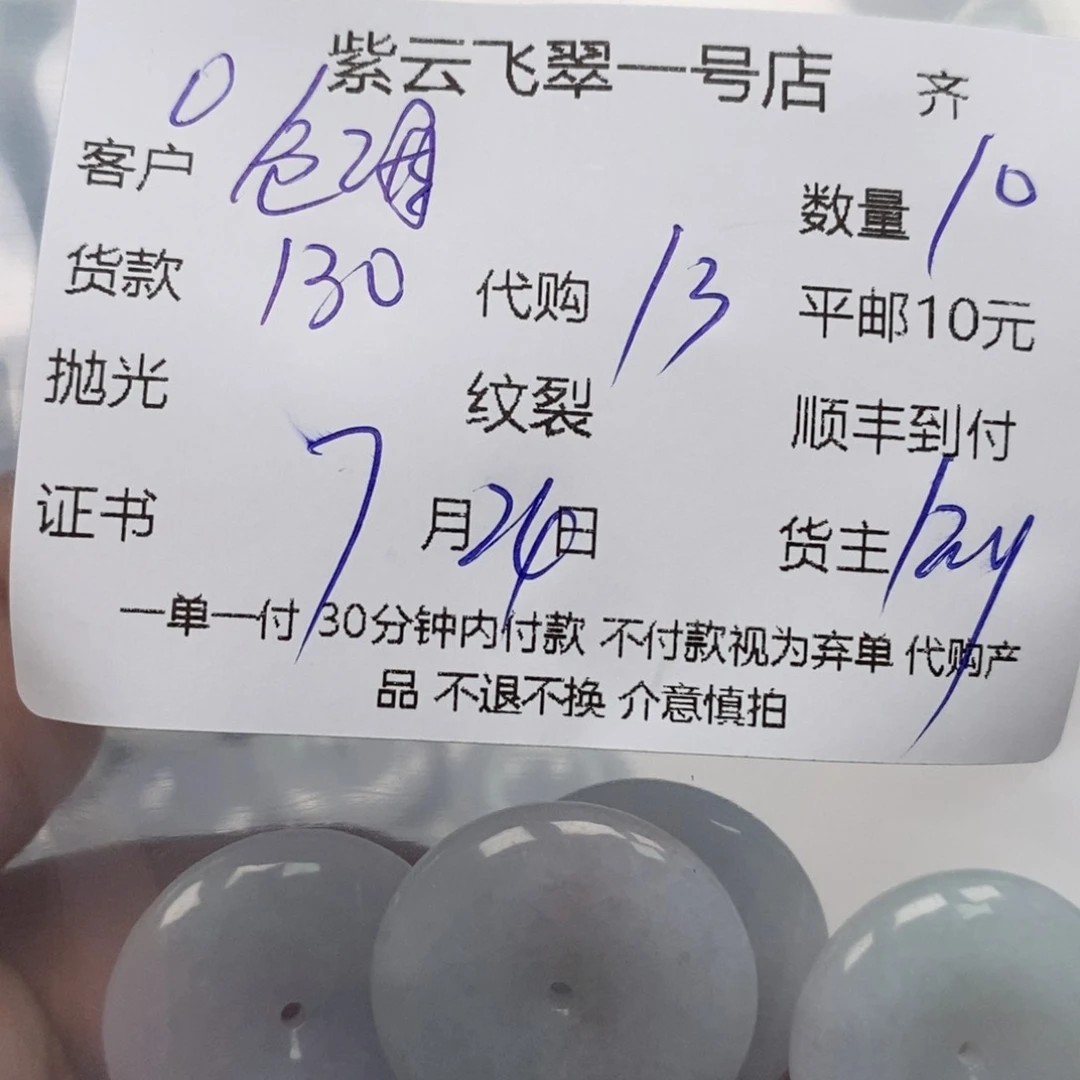 紫云飞翠一号店 齐
客户 数量 10
货款 130 代购 13 平邮10元
抛光 纹裂 顺丰到付
证书 7 月 26 日 货主
一单一付 30分钟内付款 不付款视为弃单 代购产
品 不退不换 介意慎拍